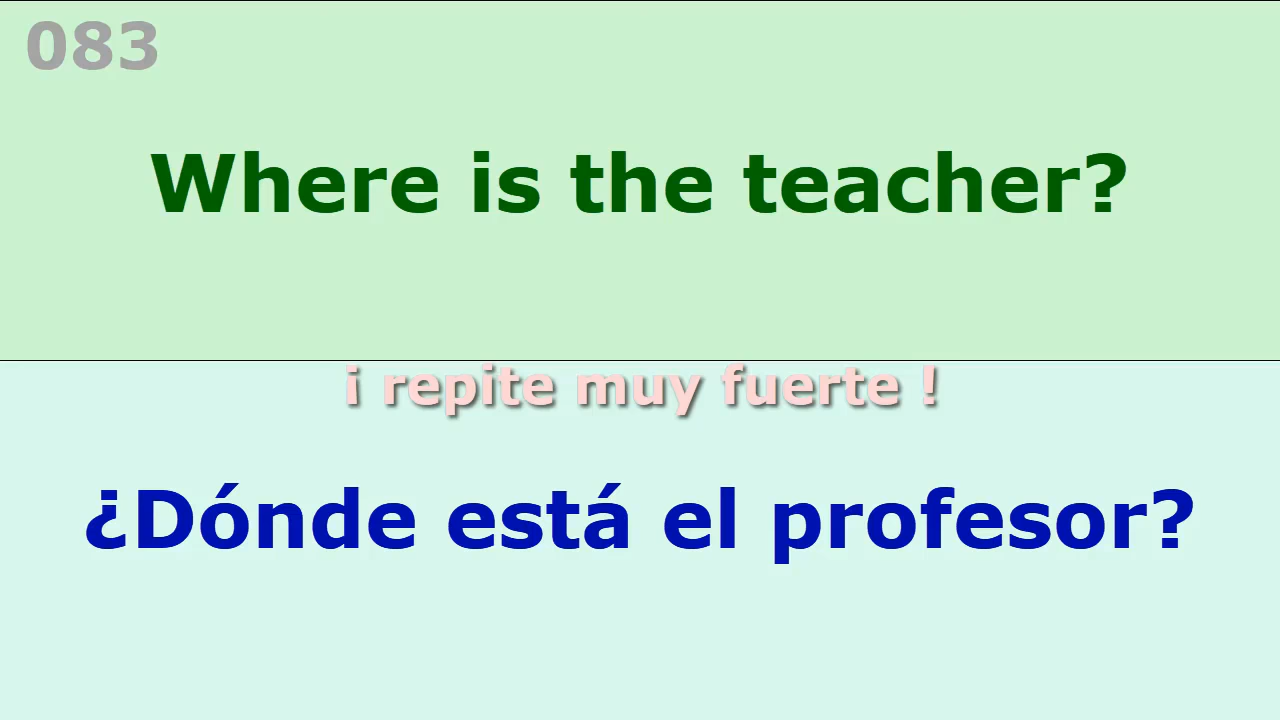 083
Where is the teacher?
¡ repite muy fuerte !
¿Dónde está el profesor?